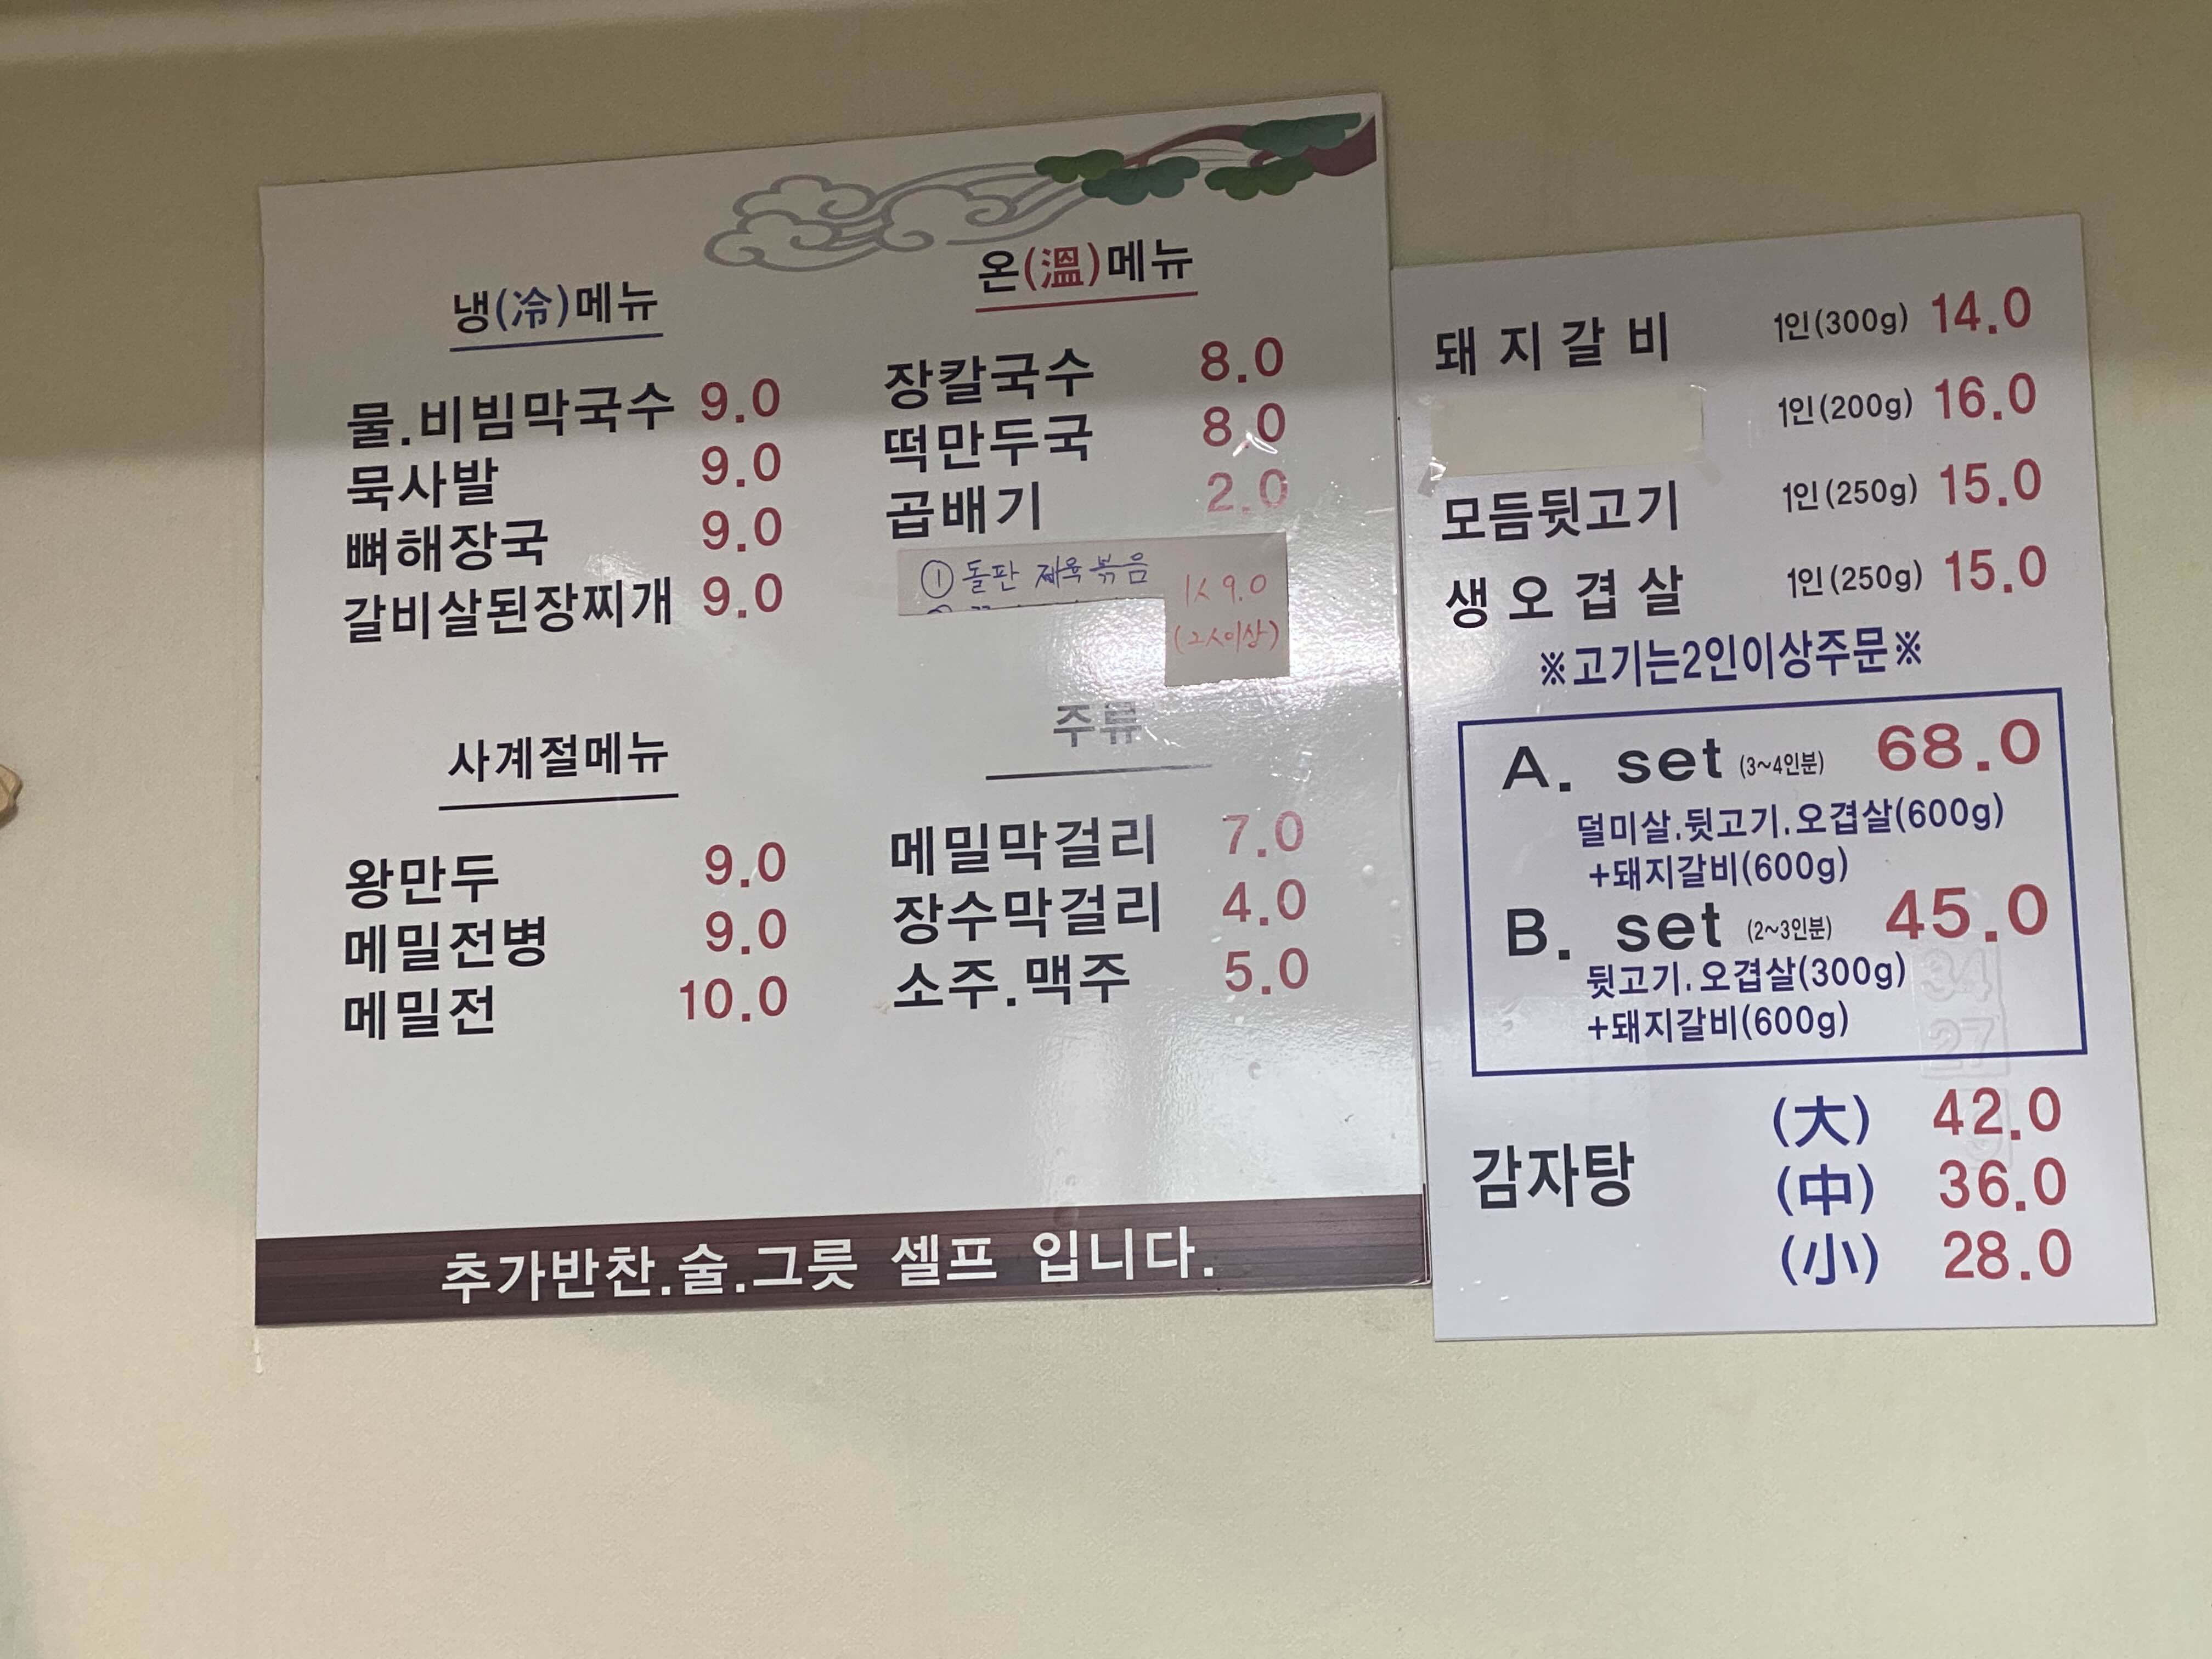 냉(冷)메뉴
물.비빔막국수 9.0
묵사발 9.0
뼈해장국 9.0
갈비살된장찌개 9.0
사계절메뉴
왕만두 9.0
메밀전병 9.0
메밀전 10.0
온(溫)메뉴
장칼국수 8.0
떡만두국 8.0
곱배기 2.0
① 돌판 제육볶음
1人 9.0
(2人이상)
주류
메밀막걸리 7.0
장수막걸리 4.0
소주.맥주 5.0
추가반찬.술.그릇 셀프 입니다.
돼지갈비 1인(300g) 14.0
1인(200g) 16.0
모듬뒷고기 1인(250g) 15.0
생오겹살 1인(250g) 15.0
※고기는2인이상주문※
A. set (3~4인분) 68.0
덜미살.뒷고기.오겹살(600g)
+돼지갈비(600g)
B. set (2~3인분) 45.0
뒷고기.오겹살(300g)
+돼지갈비(600g)
감자탕 (大) 42.0
(中) 36.0
(小) 28.0